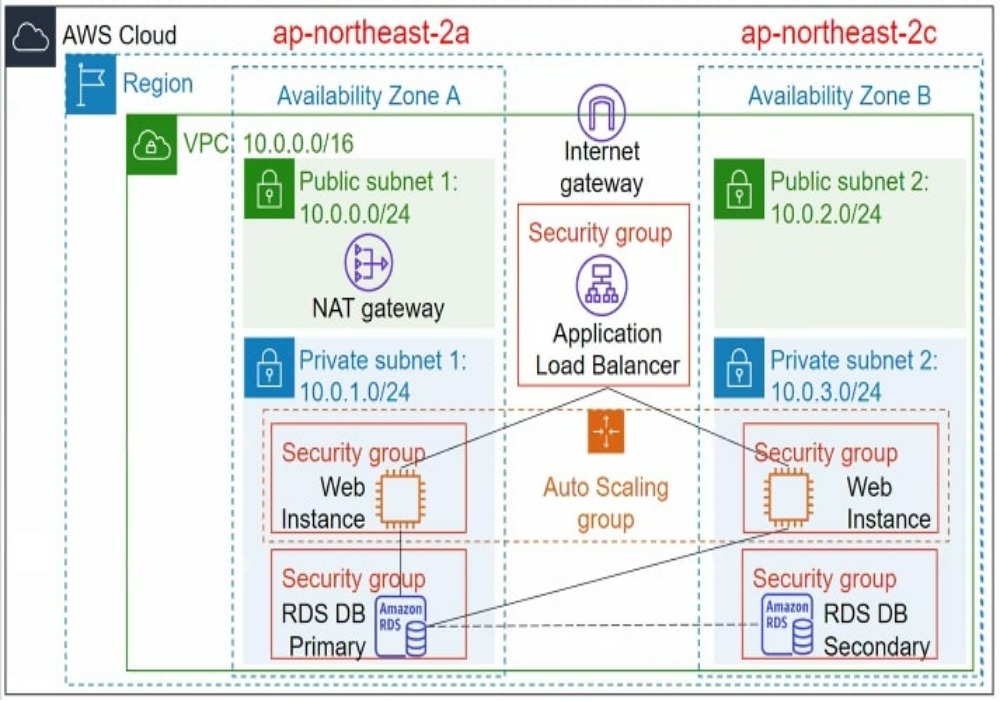 AWS Cloud
ap-northeast-2a
ap-northeast-2c
Region
Availability Zone A
Availability Zone B
VPC: 10.0.0.0/16
Internet
gateway
Public subnet 1:
10.0.0.0/24
NAT gateway
Public subnet 2:
10.0.2.0/24
Security group
Application
Load Balancer
Private subnet 1:
10.0.1.0/24
Private subnet 2:
10.0.3.0/24
Security group
Web
Instance
Auto Scaling
group
Security group
Web
Instance
Security group
RDS DB
Primary
Amazon
RDS
Security group
Amazon
RDS
RDS DB
Secondary